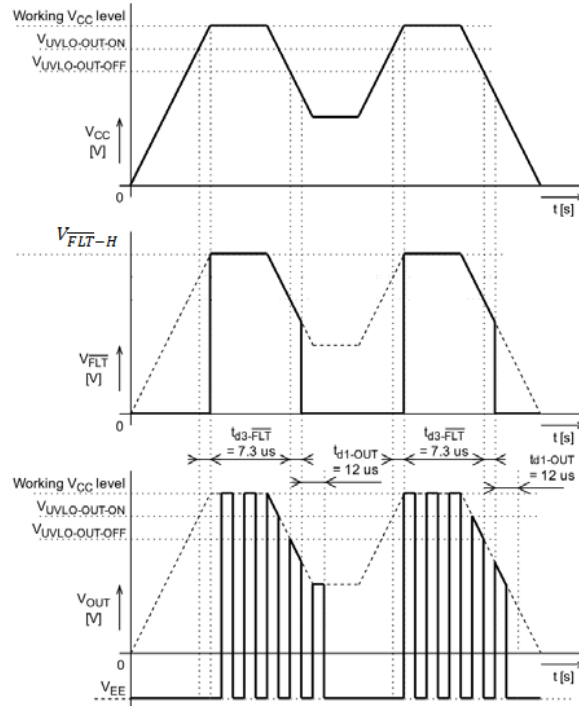 Working VCC level
VUVLO-OUT-ON
VUVLO-OUT-OFF
VCC
[V]
0
t [s]
VFLT-H
VFLT
[V]
0
t [s]
td3-FLT
= 7.3 us
td1-OUT
= 12 us
td3-FLT
= 7.3 us
td1-OUT
= 12 us
Working VCC level
VUVLO-OUT-ON
VUVLO-OUT-OFF
VOUT
[V]
0
t [s]
VEE